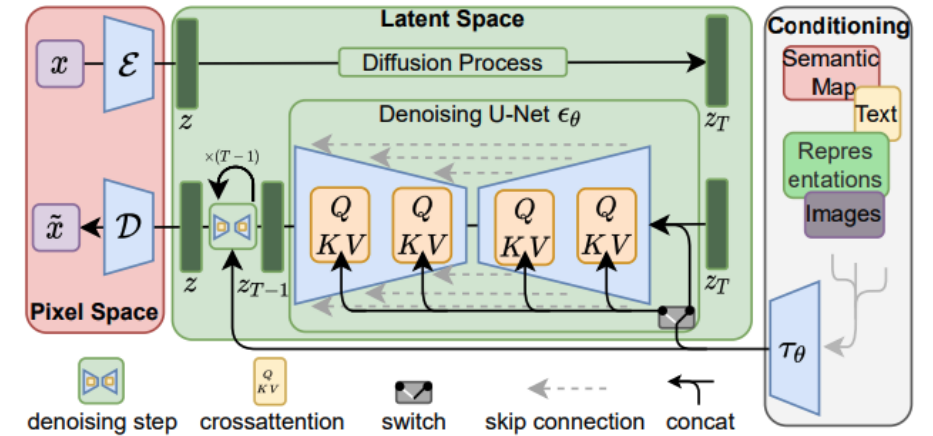 Latent Space
Conditioning
x
ℰ
z
Diffusion Process
z_T
Semantic
Map
Text
Repres
entations
Images
Denoising U-Net ϵ_θ
×(T−1)
x̃
𝒟
z
z_{T−1}
Q
KV
Q
KV
Q
KV
Q
KV
z_T
τ_θ
Pixel Space
Q
KV
denoising step
crossattention
switch
skip connection
concat